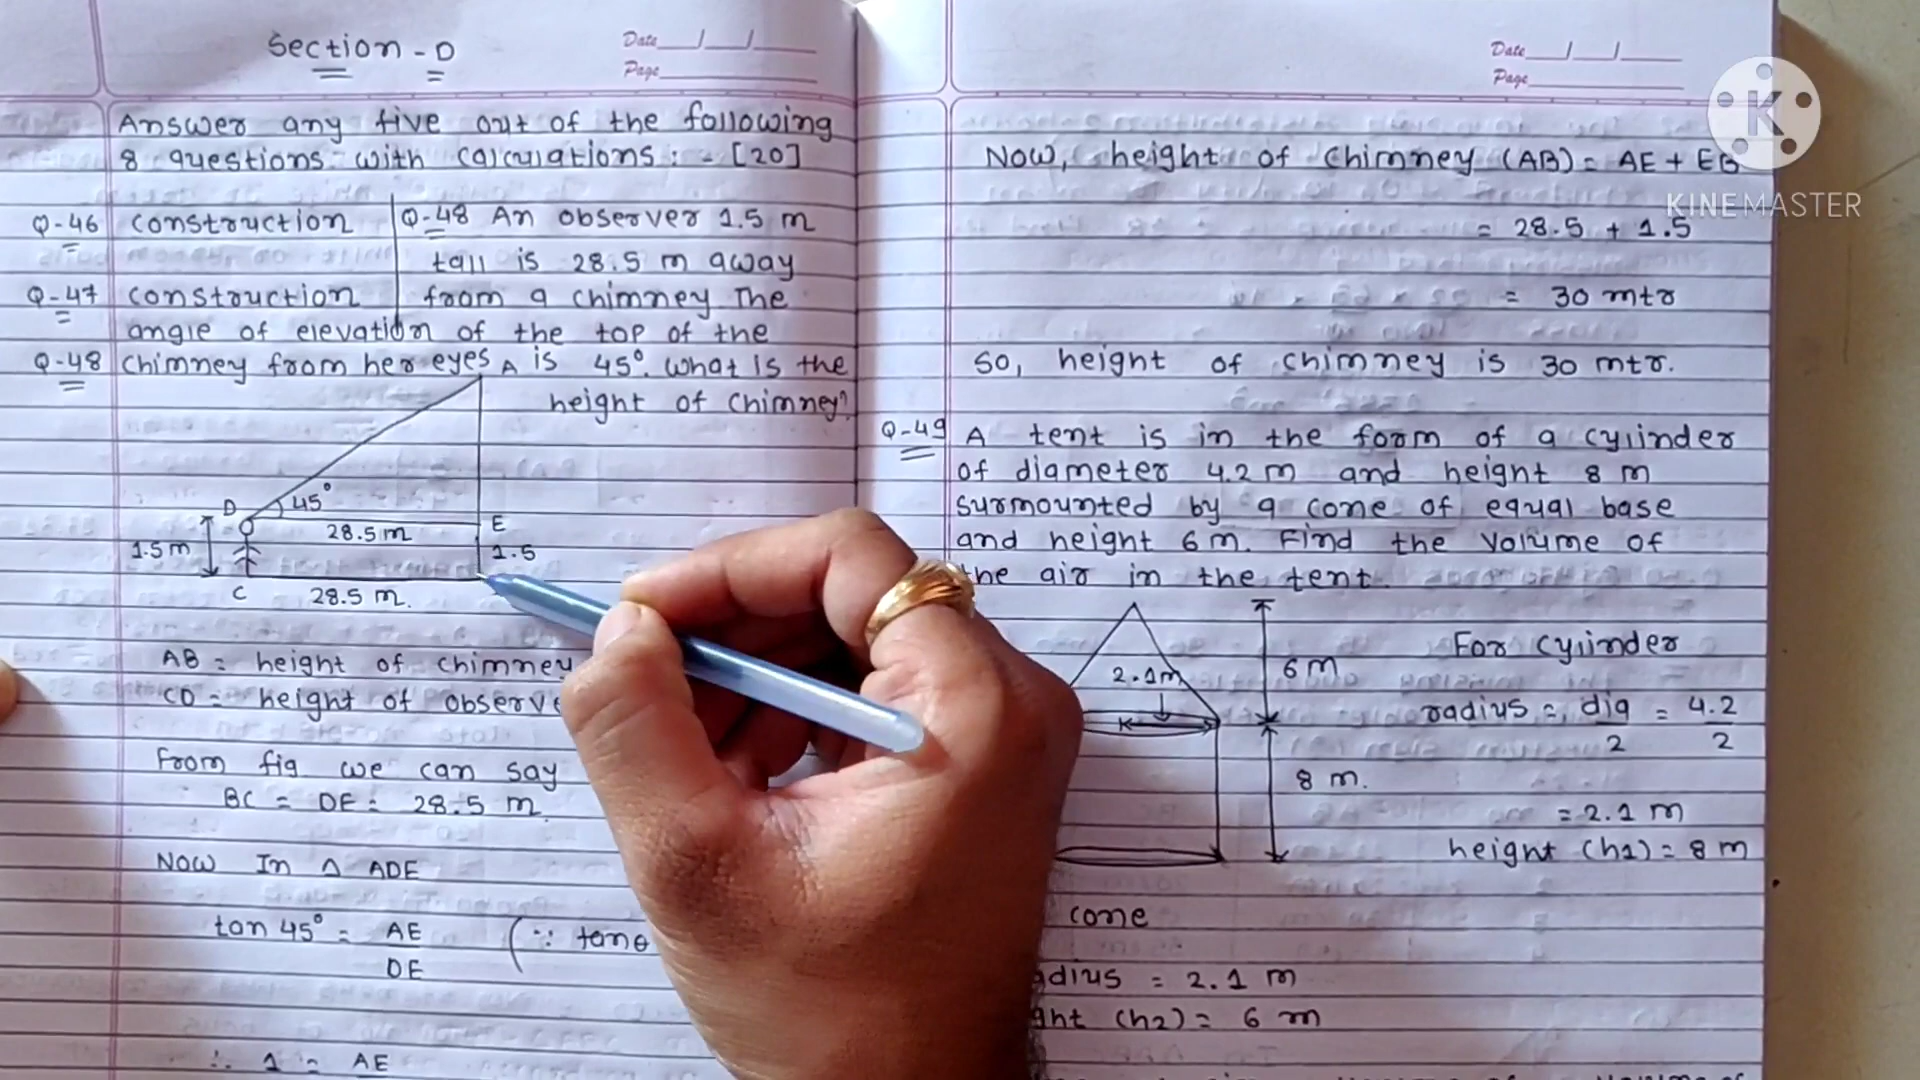 Section - D
Date
Page
Answer any five out of the following
8 questions with calculations: - [20]
Q-46 construction
Q-48 An observer 1.5 m
tall is 28.5 m away
Q-47 construction
from a chimney The
angle of elevation of the top of the
Q-48 chimney from her eyes is 45°. What is the
height of chimney?
A
D
45°
28.5 m
E
1.5 m
1.5
C
28.5 m.
AB = height of chimney
CD = height of
From fig we can say
BC = DE = 28.5 m.
Now In Δ ADE
tan 45° = AE
DE
(∵ tanθ
∴ 1 = AE
Date
Page
K
KINEMASTER
Now, height of chimney (AB) = AE + EB
= 28.5 + 1.5
= 30 mtr
So, height of chimney is 30 mtr.
Q-49 A tent is in the form of a cylinder
of diameter 4.2 m and height 8 m
surmounted by a cone of equal base
and height 6 m. Find the volume of
the air in the tent.
2.1m
6 m
8 m.
For cylinder
radius = dia = 4.2
2 2
= 2.1 m
height (h1) = 8 m
cone
= 2.1 m
(h2) = 6 m